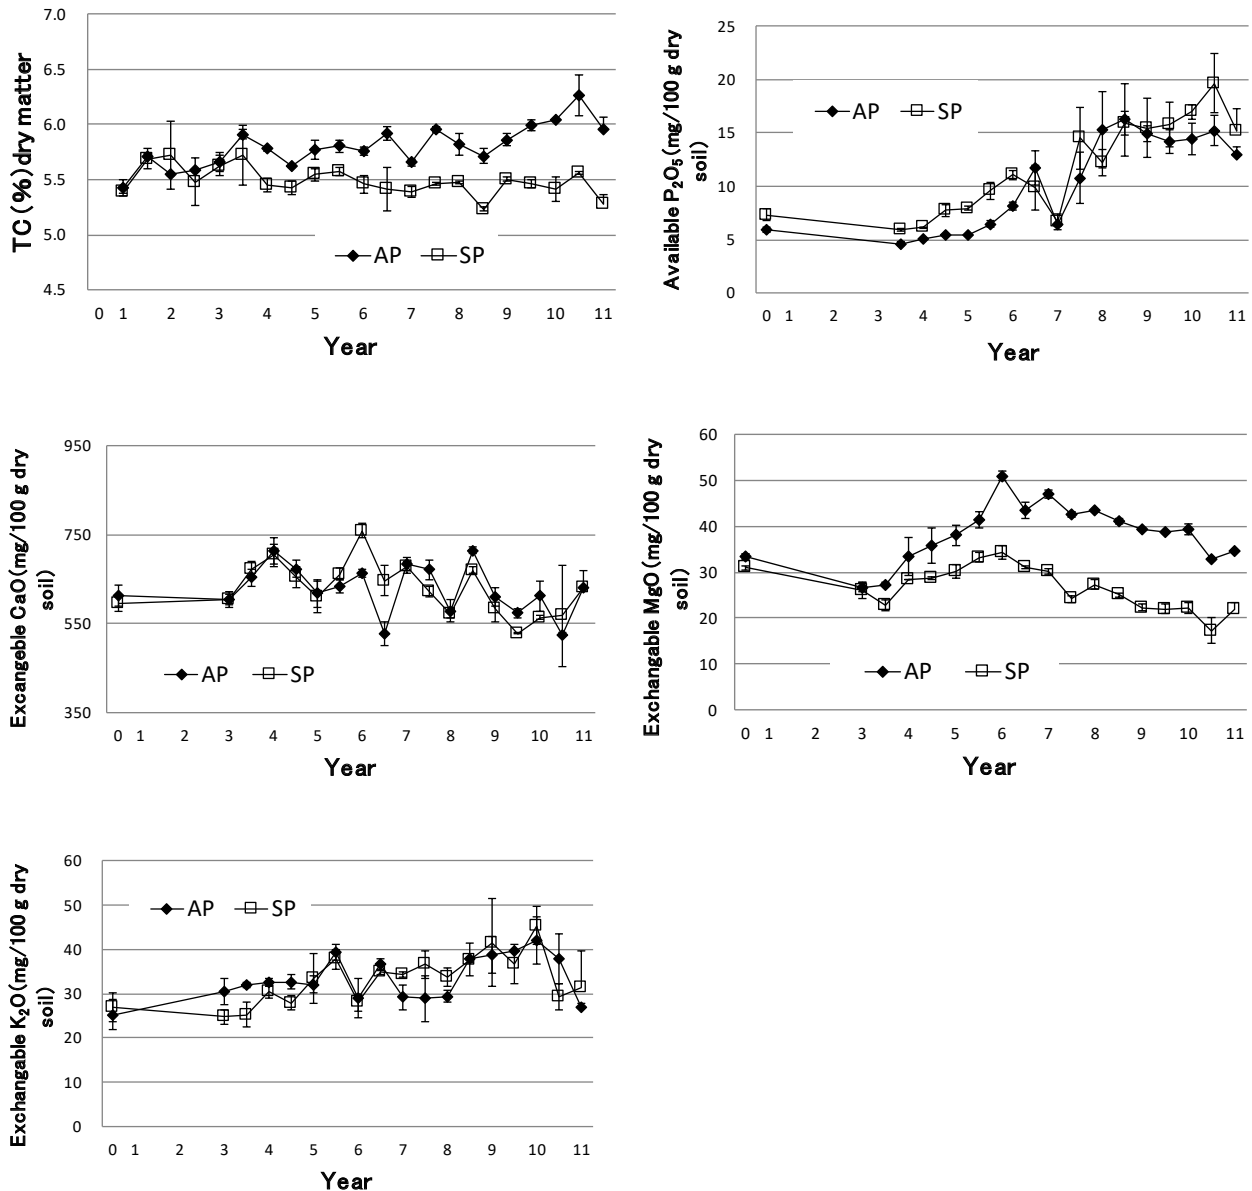 TC (%) dry matter
7.0
6.5
6.0
5.5
5.0
4.5
AP SP
0 1 2 3 4 5 6 7 8 9 10 11
Year
Available P2O5 (mg/100 g dry
soil)
25
20
15
10
5
0
AP SP
0 1 2 3 4 5 6 7 8 9 10 11
Year
Excangeble CaO (mg/100 g dry
soil)
950
750
550
350
AP SP
0 1 2 3 4 5 6 7 8 9 10 11
Year
Exchangable MgO (mg/100 g dry
soil)
60
50
40
30
20
10
0
AP SP
0 1 2 3 4 5 6 7 8 9 10 11
Year
Exchangable K2O (mg/100 g dry
soil)
60
50
40
30
20
10
0
AP SP
0 1 2 3 4 5 6 7 8 9 10 11
Year